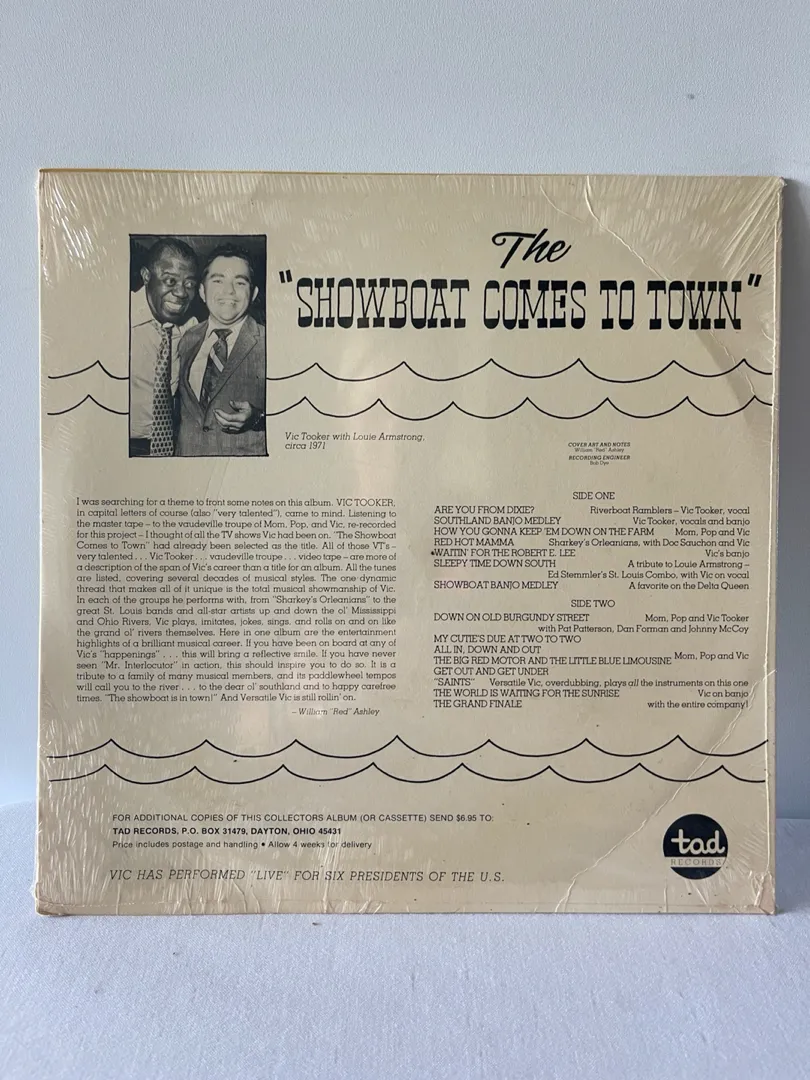 The
"SHOWBOAT COMES TO TOWN"
Vic Tooker with Louie Armstrong,
circa 1971
COVER ART AND NOTES
William "Red" Ashley
RECORDING ENGINEER
Bob Dye
I was searching for a theme to front some notes on this album. VIC TOOKER,
in capital letters of course (also "very talented"), came to mind. Listening to
the master tape – to the vaudeville troupe of Mom, Pop, and Vic, re-recorded
for this project – I thought of all the TV shows Vic had been on. "The Showboat
Comes to Town" had already been selected as the title. All of those VT's –
very talented . . . Vic Tooker . . . vaudeville troupe . . . video tape – are more of
a description of the span of Vic's career than a title for an album. All the tunes
are listed, covering several decades of musical styles. The one dynamic
thread that makes all of it unique is the total musical showmanship of Vic.
In each of the groups he performs with, from "Sharkey's Orleanians" to the
great St. Louis bands and all-star artists up and down the ol' Mississippi
and Ohio Rivers, Vic plays, imitates, jokes, sings, and rolls on and on like
the grand ol' rivers themselves. Here in one album are the entertainment
highlights of a brilliant musical career. If you have been on board at any of
Vic's "happenings" . . . this will bring a reflective smile. If you have never
seen "Mr. Interlocutor" in action, this should inspire you to do so. It is a
tribute to a family of many musical members, and its paddlewheel tempos
will call you to the river . . . to the dear ol' southland and to happy carefree
times. "The showboat is in town!" And Versatile Vic is still rollin' on.
– William "Red" Ashley
SIDE ONE
ARE YOU FROM DIXIE? Riverboat Ramblers – Vic Tooker, vocal
SOUTHLAND BANJO MEDLEY Vic Tooker, vocals and banjo
HOW YOU GONNA KEEP 'EM DOWN ON THE FARM Mom, Pop and Vic
RED HOT MAMMA Sharkey's Orleanians, with Doc Sauchon and Vic
WAITIN' FOR THE ROBERT E. LEE Vic's banjo
SLEEPY TIME DOWN SOUTH A tribute to Louie Armstrong –
Ed Stemmler's St. Louis Combo, with Vic on vocal
SHOWBOAT BANJO MEDLEY A favorite on the Delta Queen
SIDE TWO
DOWN ON OLD BURGUNDY STREET Mom, Pop and Vic Tooker
with Pat Patterson, Dan Forman and Johnny McCoy
MY CUTIE'S DUE AT TWO TO TWO
ALL IN, DOWN AND OUT
THE BIG RED MOTOR AND THE LITTLE BLUE LIMOUSINE Mom, Pop and Vic
GET OUT AND GET UNDER
"SAINTS" Versatile Vic, overdubbing, plays all the instruments on this one
THE WORLD IS WAITING FOR THE SUNRISE Vic on banjo
THE GRAND FINALE with the entire company!
FOR ADDITIONAL COPIES OF THIS COLLECTORS ALBUM (OR CASSETTE) SEND $6.95 TO:
TAD RECORDS, P.O. BOX 31479, DAYTON, OHIO 45431
Price includes postage and handling • Allow 4 weeks for delivery
VIC HAS PERFORMED "LIVE" FOR SIX PRESIDENTS OF THE U.S.
tad
RECORDS